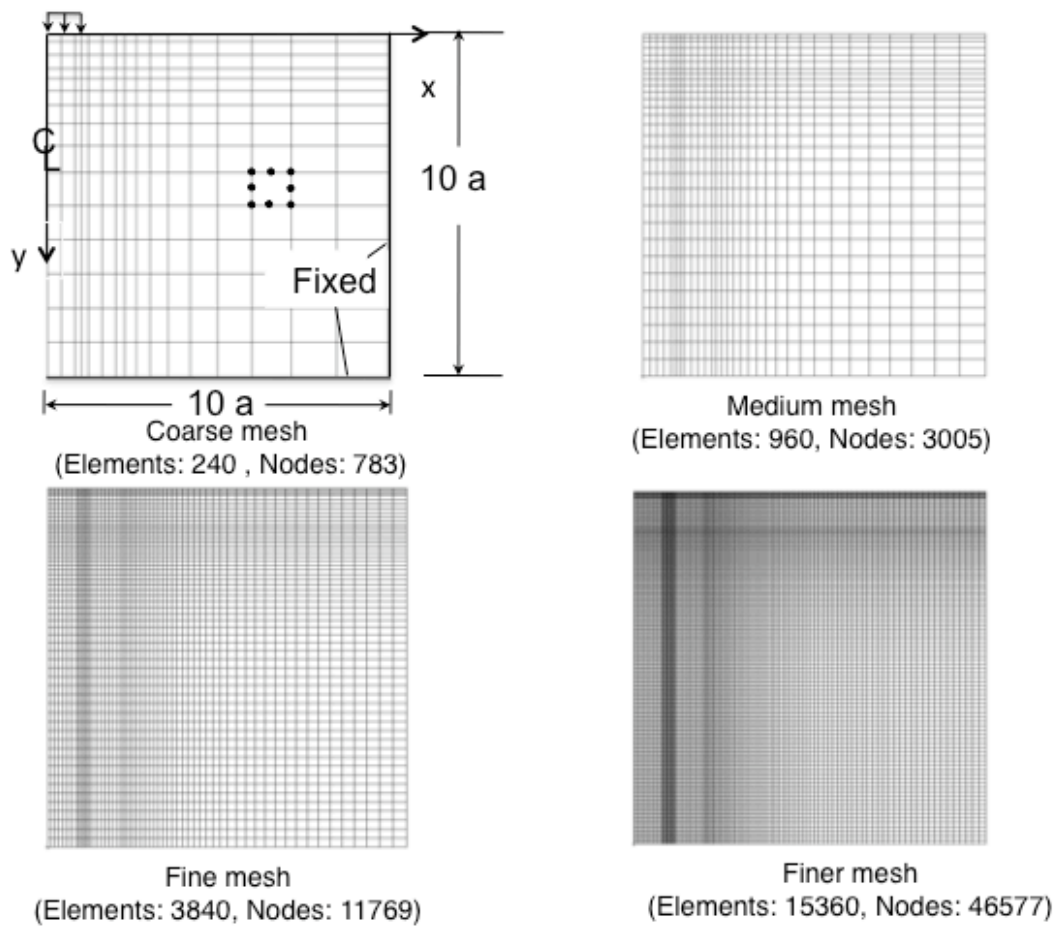 x
℄
10 a
y
Fixed
10 a
Coarse mesh
(Elements: 240 , Nodes: 783)
Medium mesh
(Elements: 960, Nodes: 3005)
Fine mesh
(Elements: 3840, Nodes: 11769)
Finer mesh
(Elements: 15360, Nodes: 46577)